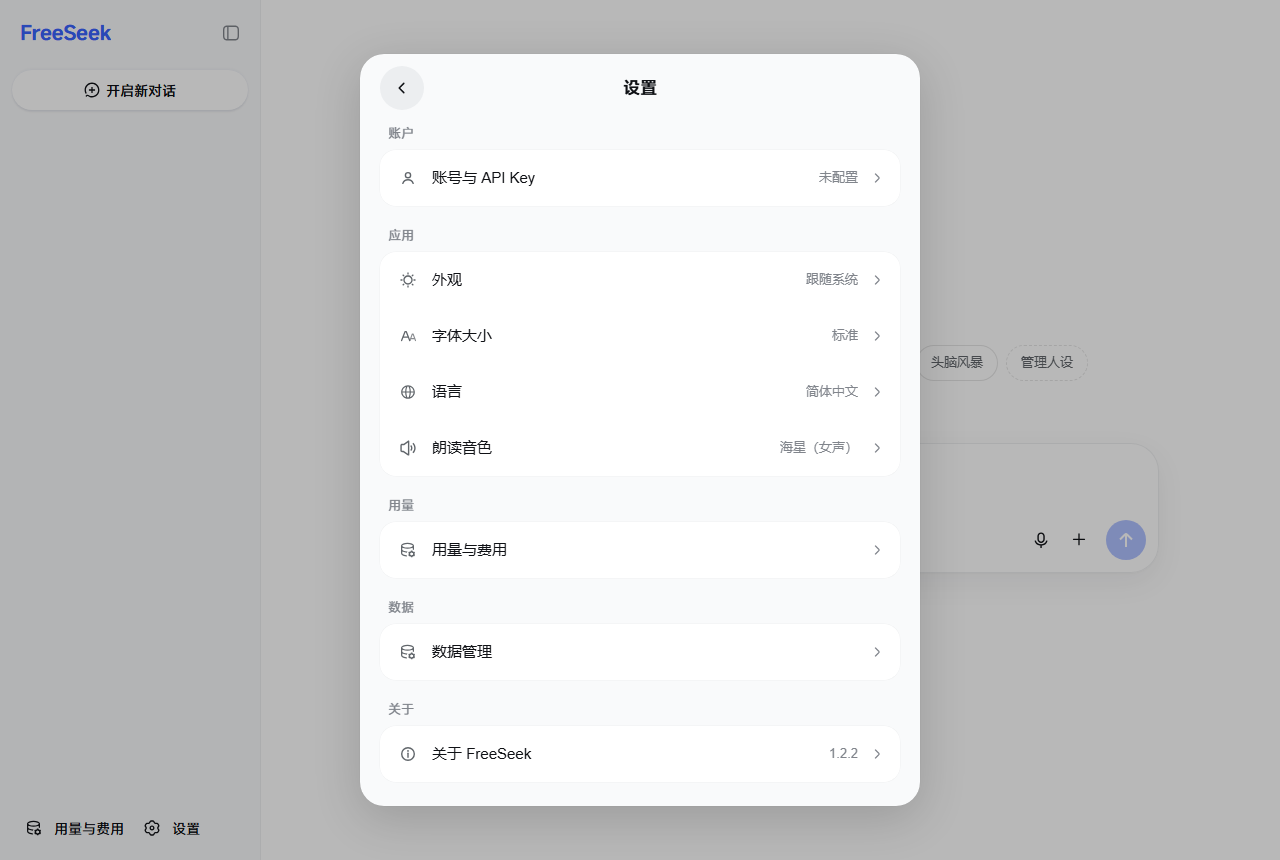 FreeSeek
开启新对话
设置
账户
账号与 API Key 未配置
应用
外观 跟随系统
字体大小 标准
语言 简体中文
朗读音色 海星（女声）
用量
用量与费用
数据
数据管理
关于
关于 FreeSeek 1.2.2
头脑风暴 管理人设
用量与费用 设置